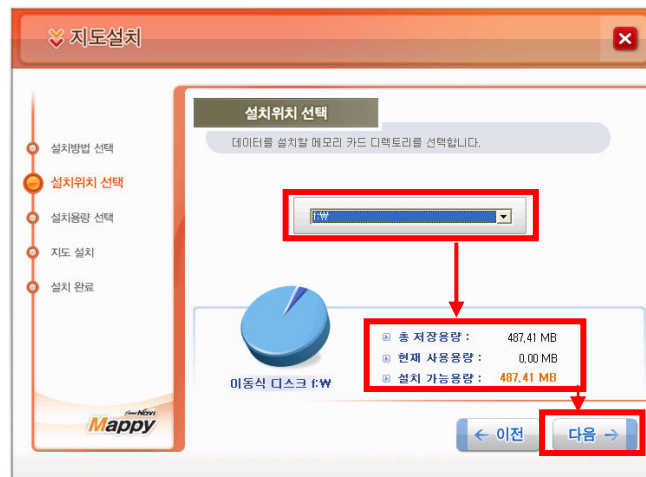 지도설치
설치위치 선택
데이터를 설치할 메모리 카드 디렉토리를 선택합니다.
설치방법 선택
설치위치 선택
설치용량 선택
지도 설치
설치 완료
f:₩
총 저장용량 : 487.41 MB
현재 사용용량 : 0.00 MB
설치 가능용량 : 487.41 MB
이동식 디스크 f:₩
Mappy
← 이전
다음 →